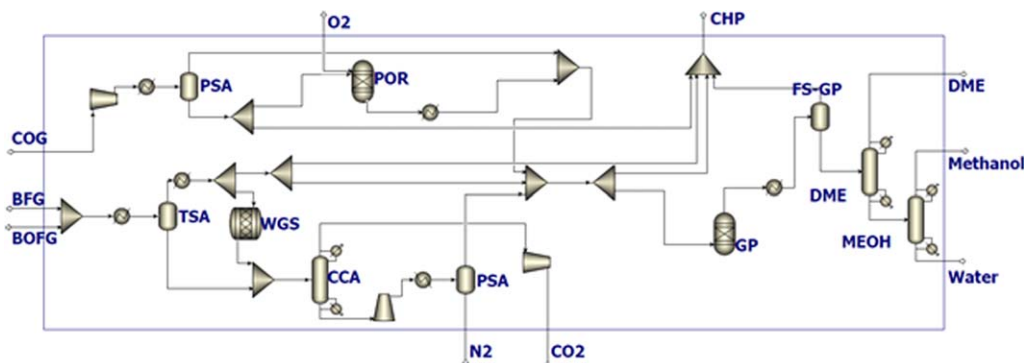 O2
CHP
PSA
POR
COG
FS-GP
DME
BFG
BOFG
TSA
WGS
CCA
PSA
GP
DME
MEOH
Methanol
Water
N2
CO2